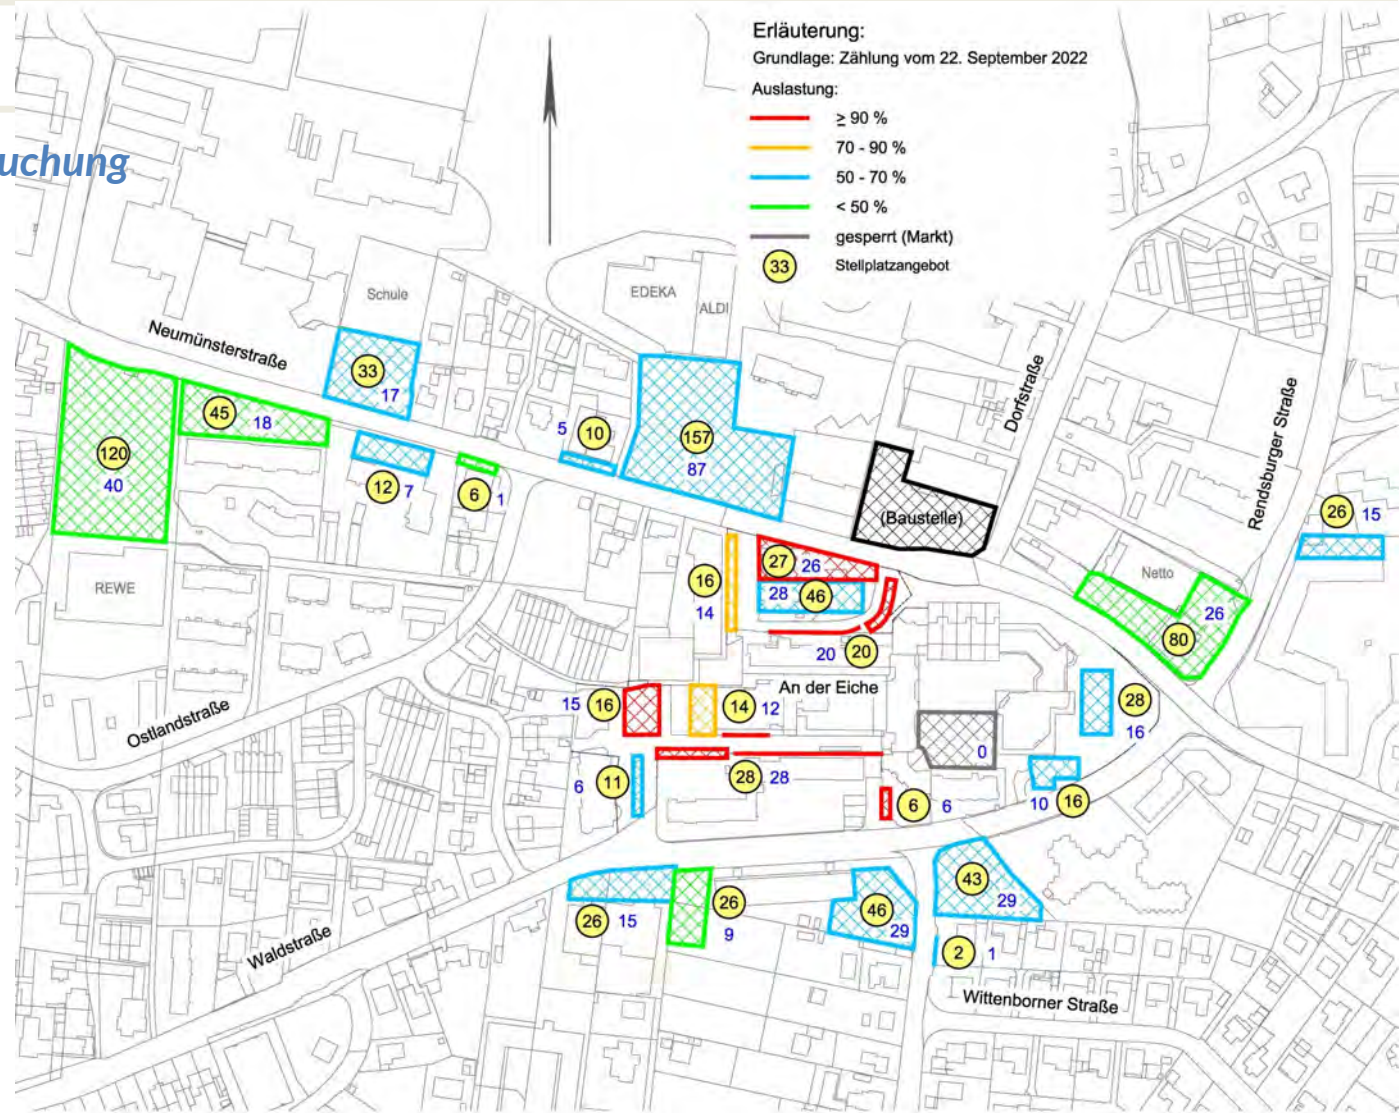 Erläuterung:
Grundlage: Zählung vom 22. September 2022
Auslastung:
≥ 90 %
70 - 90 %
uchung
50 - 70 %
< 50 %
gesperrt (Markt)
33 Stellplatzangebot
Schule
EDEKA
ALDI
Neumünsterstraße
Dorfstraße
Rendsburger Straße
33
17
45
18
120
40
12
7
6
1
5
10
157
87
(Baustelle)
26
15
REWE
Netto
27
26
16
14
28
46
80
26
20
20
An der Eiche
15
16
14
12
28
16
Ostlandstraße
0
6
11
28
28
6
6
10
16
43
29
26
15
26
9
46
29
2
1
Waldstraße
Wittenborner Straße